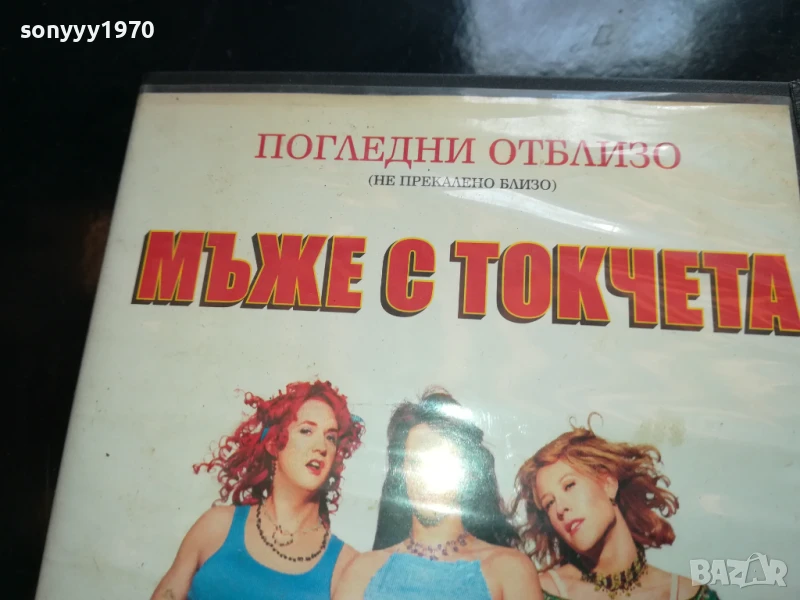 sonyyy1970
ПОГЛЕДНИ ОТБЛИЗО
(НЕ ПРЕКАЛЕНО БЛИЗО)
МЪЖЕ С ТОКЧЕТА
BAZAR